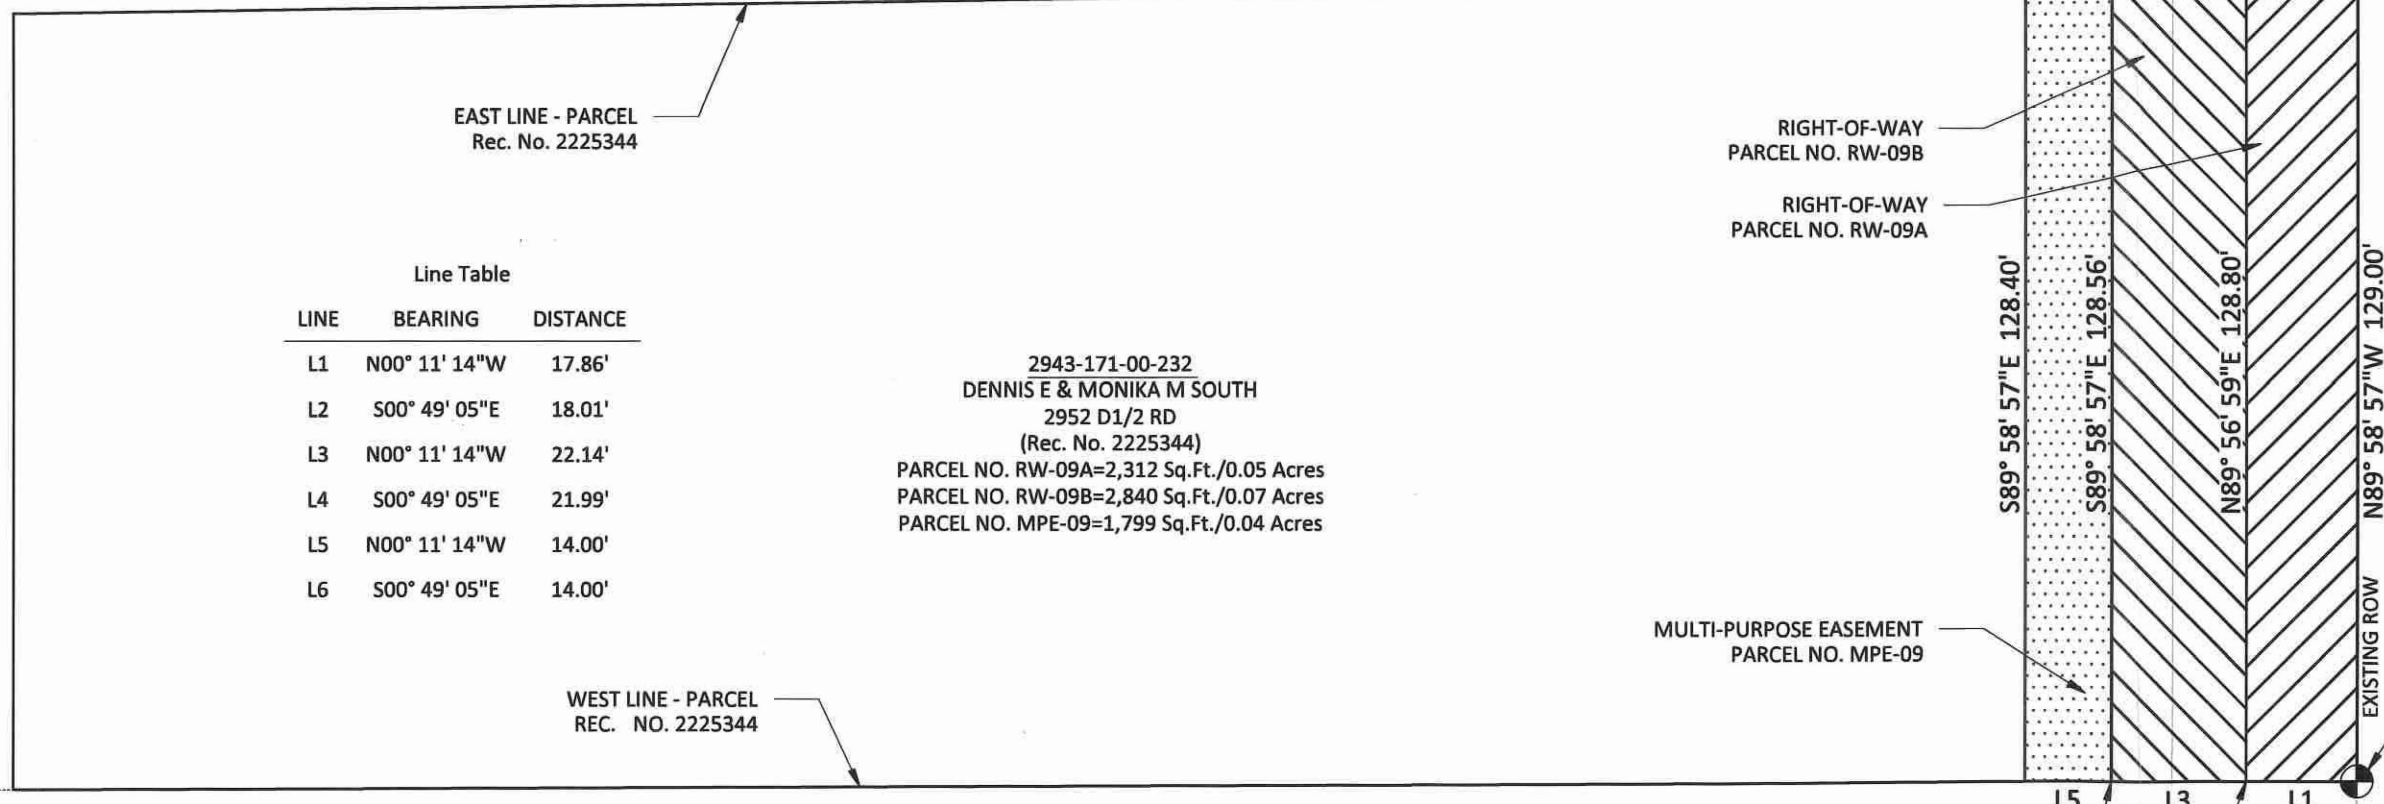 EAST LINE - PARCEL
Rec. No. 2225344
RIGHT-OF-WAY
PARCEL NO. RW-09B
RIGHT-OF-WAY
PARCEL NO. RW-09A
Line Table
LINE BEARING DISTANCE
L1 N00° 11' 14"W 17.86'
L2 S00° 49' 05"E 18.01'
L3 N00° 11' 14"W 22.14'
L4 S00° 49' 05"E 21.99'
L5 N00° 11' 14"W 14.00'
L6 S00° 49' 05"E 14.00'
2943-171-00-232
DENNIS E & MONIKA M SOUTH
2952 D1/2 RD
(Rec. No. 2225344)
PARCEL NO. RW-09A=2,312 Sq.Ft./0.05 Acres
PARCEL NO. RW-09B=2,840 Sq.Ft./0.07 Acres
PARCEL NO. MPE-09=1,799 Sq.Ft./0.04 Acres
S89° 58' 57"E 128.40'
S89° 58' 57"E 128.56'
N89° 56' 59"E 128.80'
N89° 58' 57"W 129.00'
EXISTING ROW
MULTI-PURPOSE EASEMENT
PARCEL NO. MPE-09
WEST LINE - PARCEL
REC. NO. 2225344
L5 L3 L1